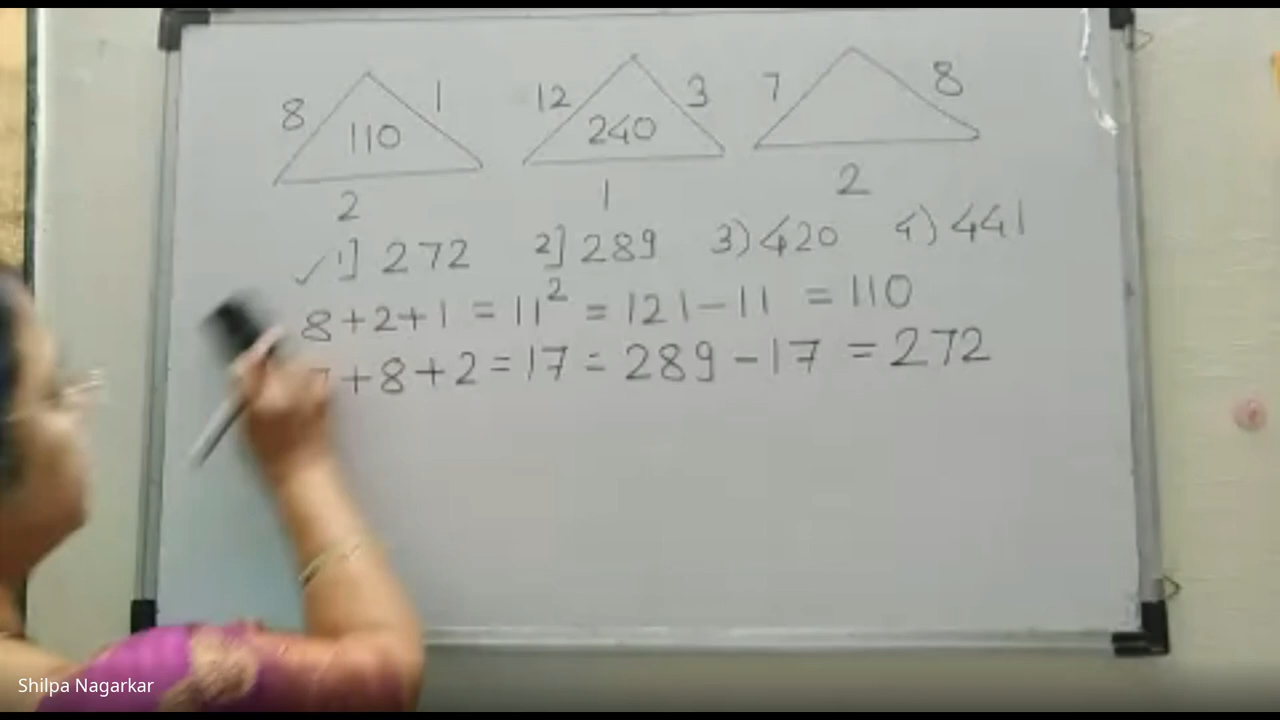 8 1 12 3 7 8
110 240
2 1 2
✓ 1] 272 2] 289 3) 420 4) 441
8+2+1 = 11² = 121-11 = 110
7+8+2 = 17 = 289-17 = 272
Shilpa Nagarkar